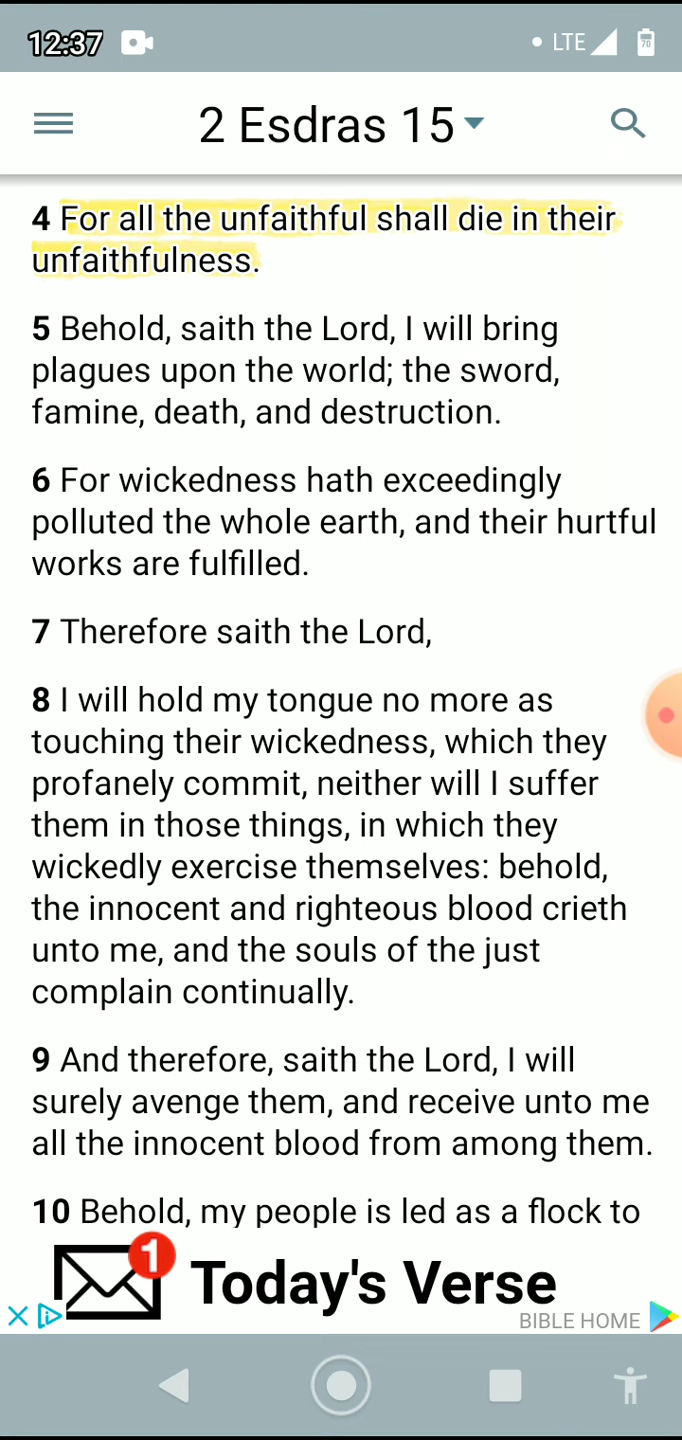 12:37
LTE
70
2 Esdras 15
4 For all the unfaithful shall die in their
unfaithfulness.
5 Behold, saith the Lord, I will bring
plagues upon the world; the sword,
famine, death, and destruction.
6 For wickedness hath exceedingly
polluted the whole earth, and their hurtful
works are fulfilled.
7 Therefore saith the Lord,
8 I will hold my tongue no more as
touching their wickedness, which they
profanely commit, neither will I suffer
them in those things, in which they
wickedly exercise themselves: behold,
the innocent and righteous blood crieth
unto me, and the souls of the just
complain continually.
9 And therefore, saith the Lord, I will
surely avenge them, and receive unto me
all the innocent blood from among them.
10 Behold, my people is led as a flock to
1
Today's Verse
BIBLE HOME